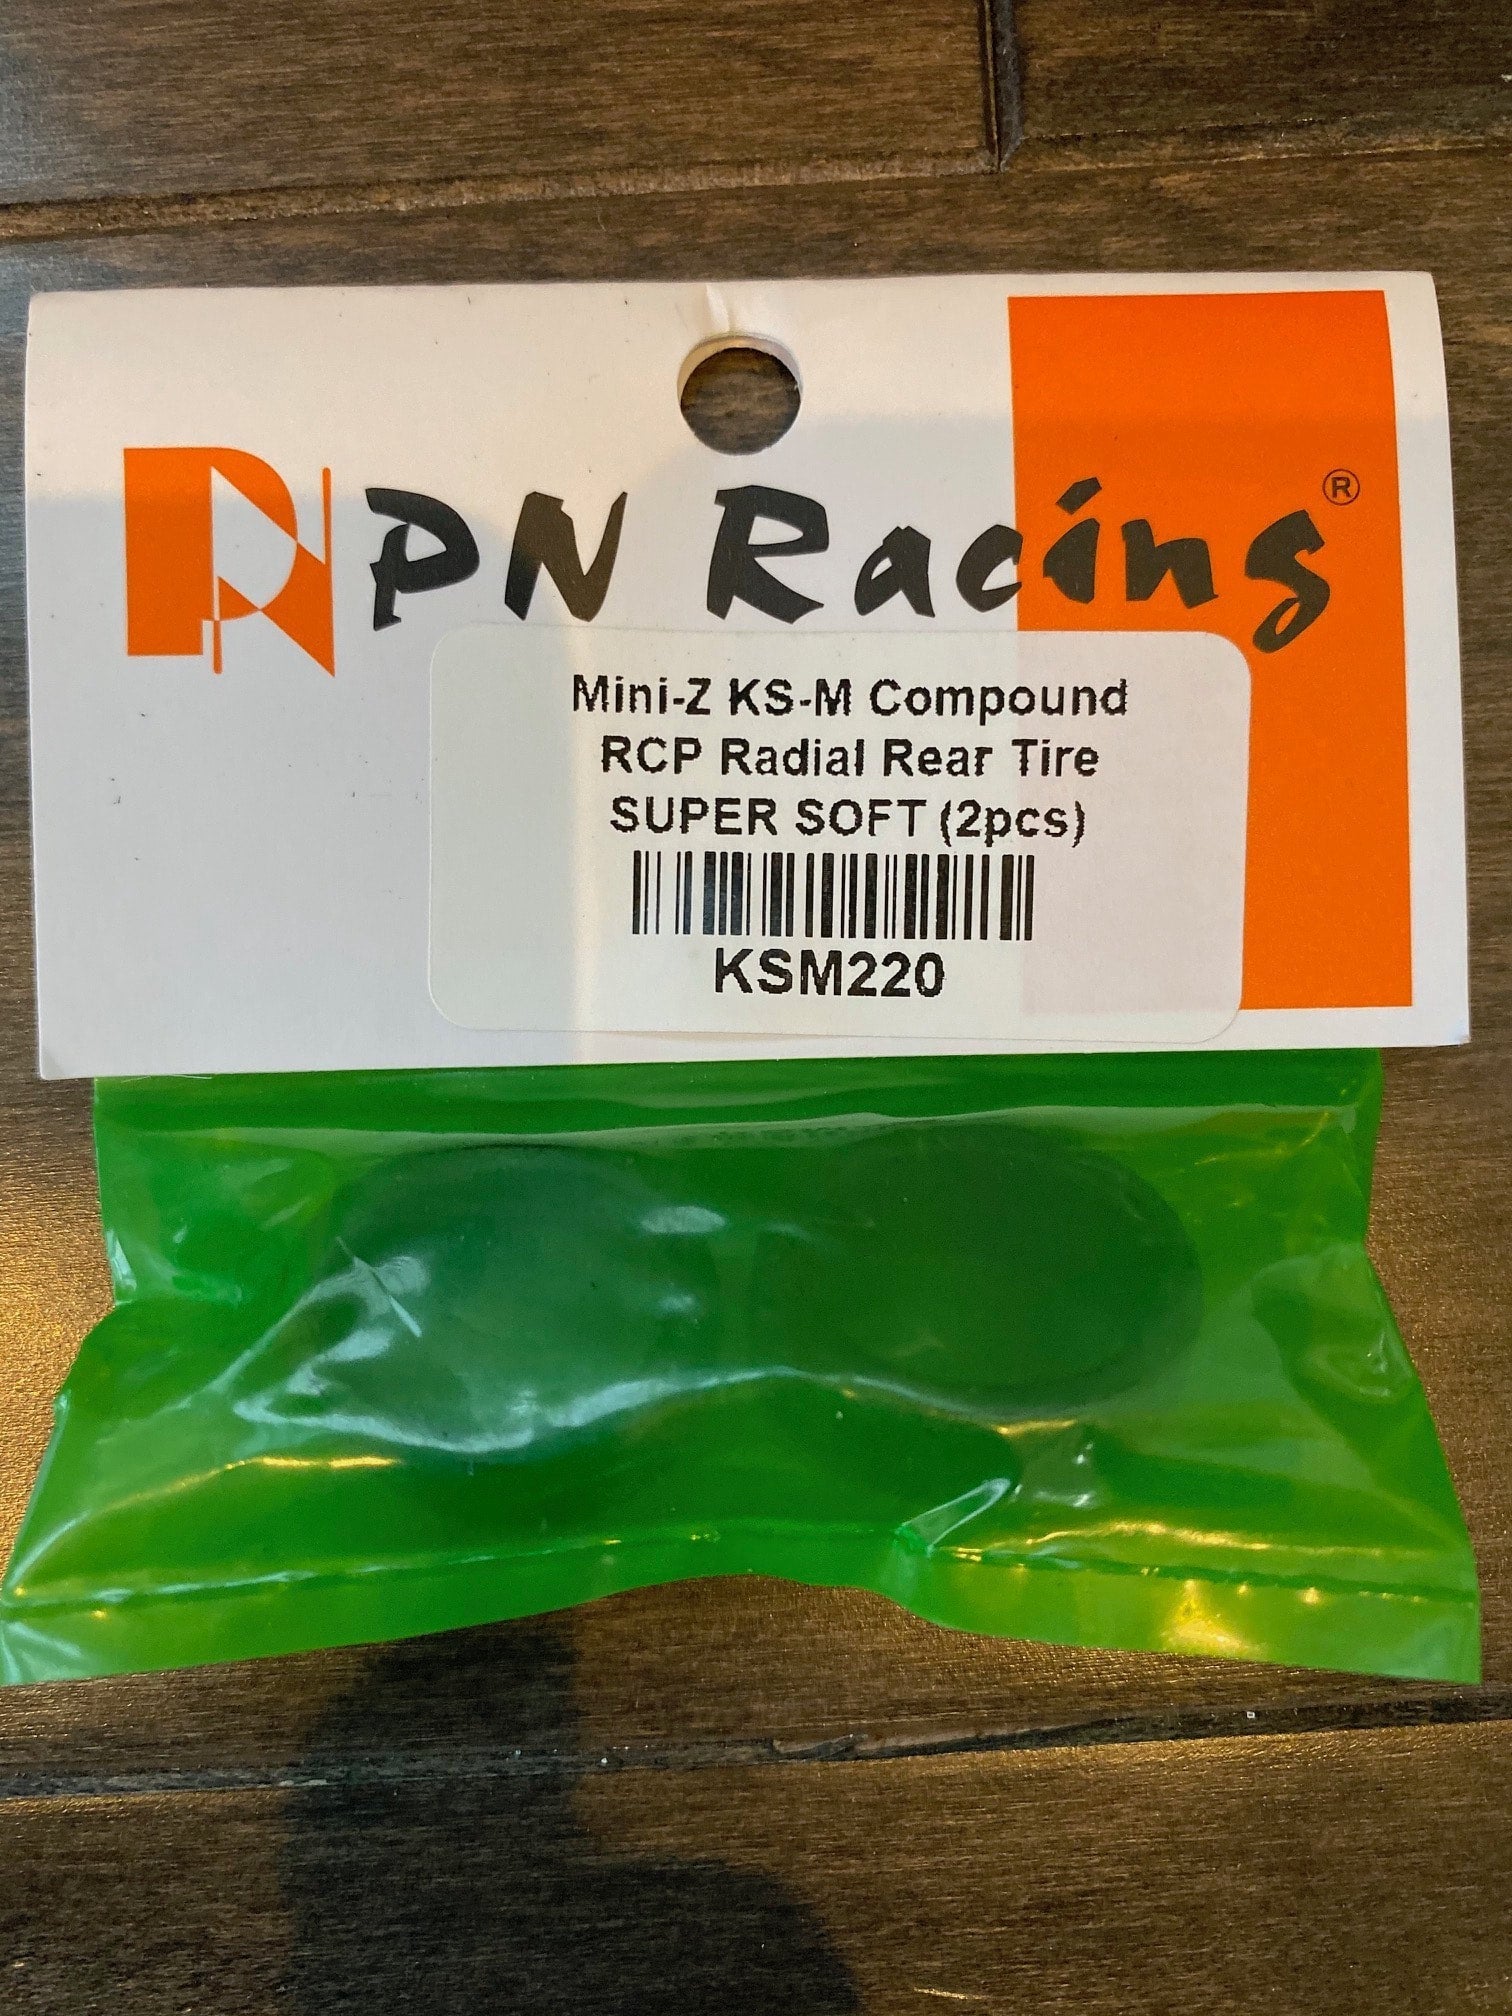 PN Racing®
Mini-Z KS-M Compound
RCP Radial Rear Tire
SUPER SOFT (2pcs)
KSM220